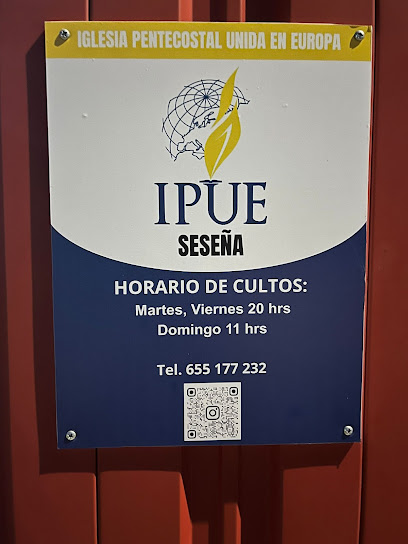 IGLESIA PENTECOSTAL UNIDA EN EUROPA
IPUE
SESEÑA
HORARIO DE CULTOS:
Martes, Viernes 20 hrs
Domingo 11 hrs
Tel. 655 177 232